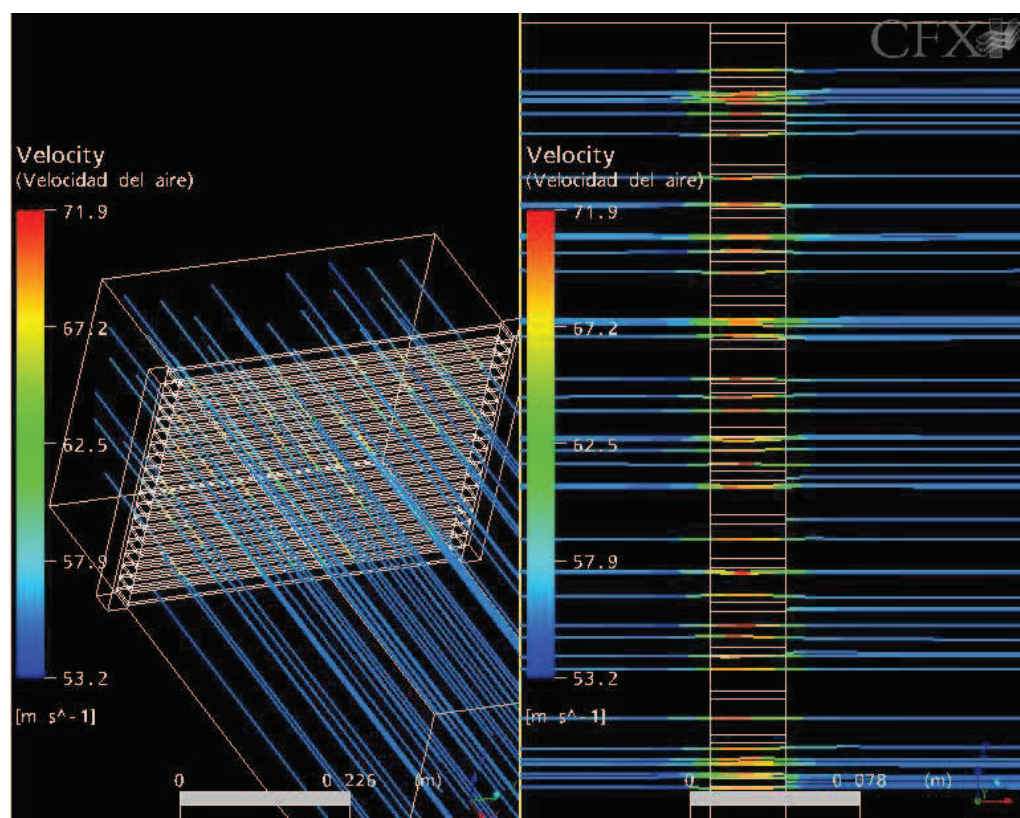 CFX
Velocity
(Velocidad del aire)
71.9
67.2
62.5
57.9
53.2
[m s^-1]
0 0.226 (m)
Velocity
(Velocidad del aire)
71.9
67.2
62.5
57.9
53.2
[m s^-1]
0 0.078 (m)